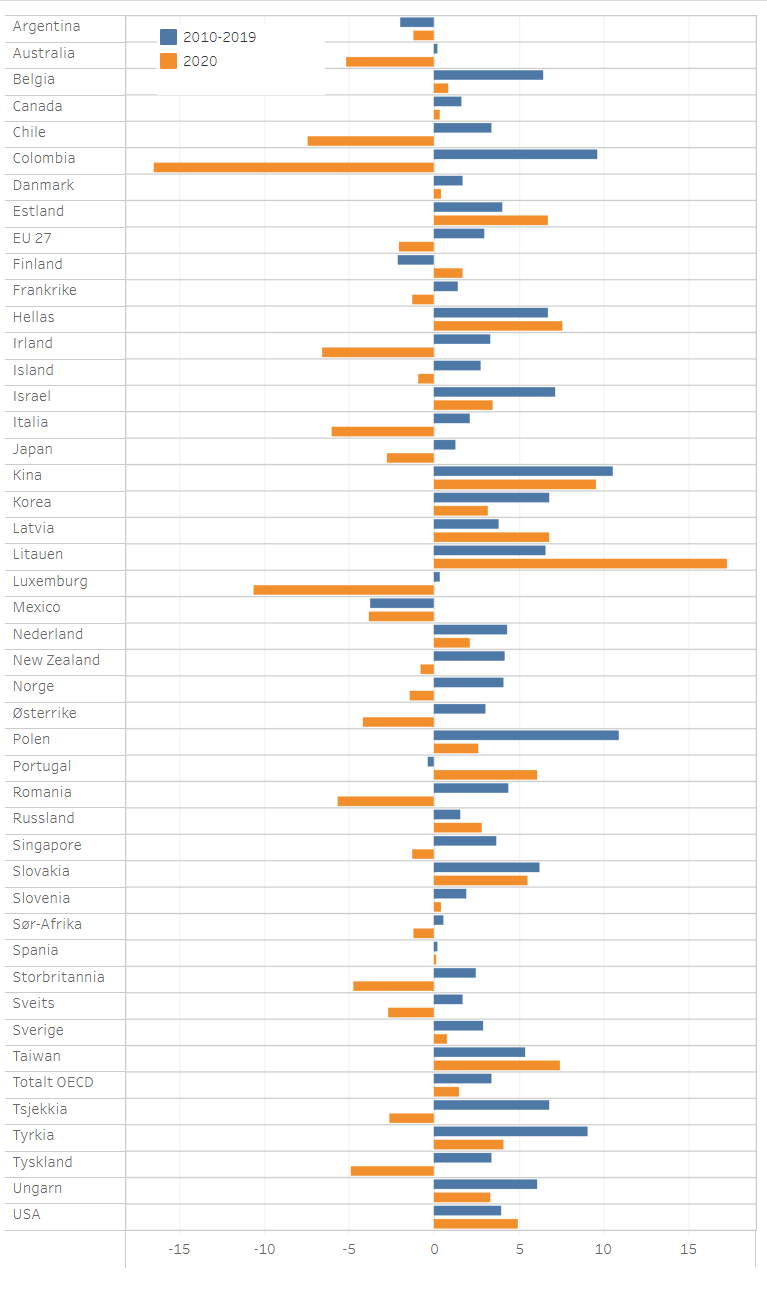 Argentina
2010-2019
Australia
2020
Belgia
Canada
Chile
Colombia
Danmark
Estland
EU 27
Finland
Frankrike
Hellas
Irland
Island
Israel
Italia
Japan
Kina
Korea
Latvia
Litauen
Luxemburg
Mexico
Nederland
New Zealand
Norge
Østerrike
Polen
Portugal
Romania
Russland
Singapore
Slovakia
Slovenia
Sør-Afrika
Spania
Storbritannia
Sveits
Sverige
Taiwan
Totalt OECD
Tsjekkia
Tyrkia
Tyskland
Ungarn
USA
-15 -10 -5 0 5 10 15